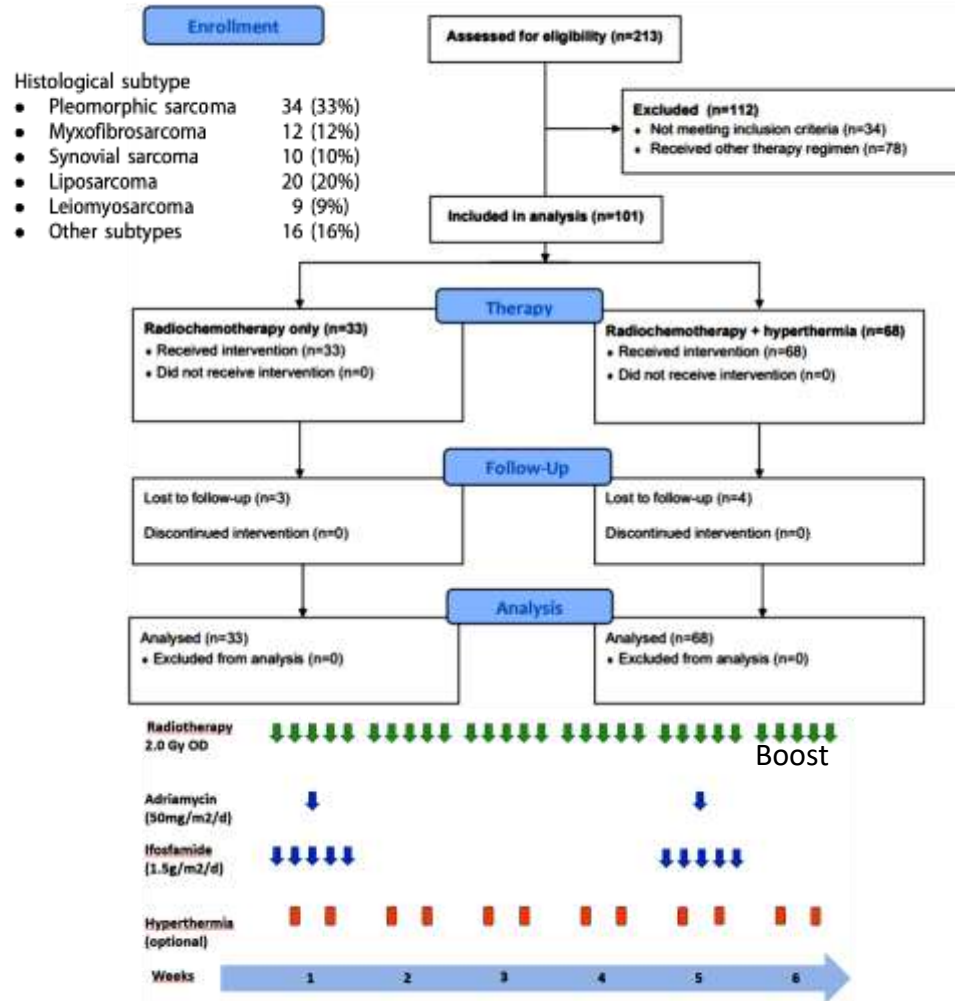 Enrollment
Assessed for eligibility (n=213)
Histological subtype
• Pleomorphic sarcoma 34 (33%)
• Myxofibrosarcoma 12 (12%)
• Synovial sarcoma 10 (10%)
• Liposarcoma 20 (20%)
• Leiomyosarcoma 9 (9%)
• Other subtypes 16 (16%)
Excluded (n=112)
• Not meeting inclusion criteria (n=34)
• Received other therapy regimen (n=78)
Included in analysis (n=101)
Therapy
Radiochemotherapy only (n=33)
• Received intervention (n=33)
• Did not receive intervention (n=0)
Radiochemotherapy + hyperthermia (n=68)
• Received intervention (n=68)
• Did not receive intervention (n=0)
Follow-Up
Lost to follow-up (n=3)
Discontinued intervention (n=0)
Lost to follow-up (n=4)
Discontinued intervention (n=0)
Analysis
Analysed (n=33)
• Excluded from analysis (n=0)
Analysed (n=68)
• Excluded from analysis (n=0)
Radiotherapy
2.0 Gy OD
Boost
Adriamycin
(50mg/m2/d)
Ifosfamide
(1.5g/m2/d)
Hyperthermia
(optional)
Weeks 1 2 3 4 5 6